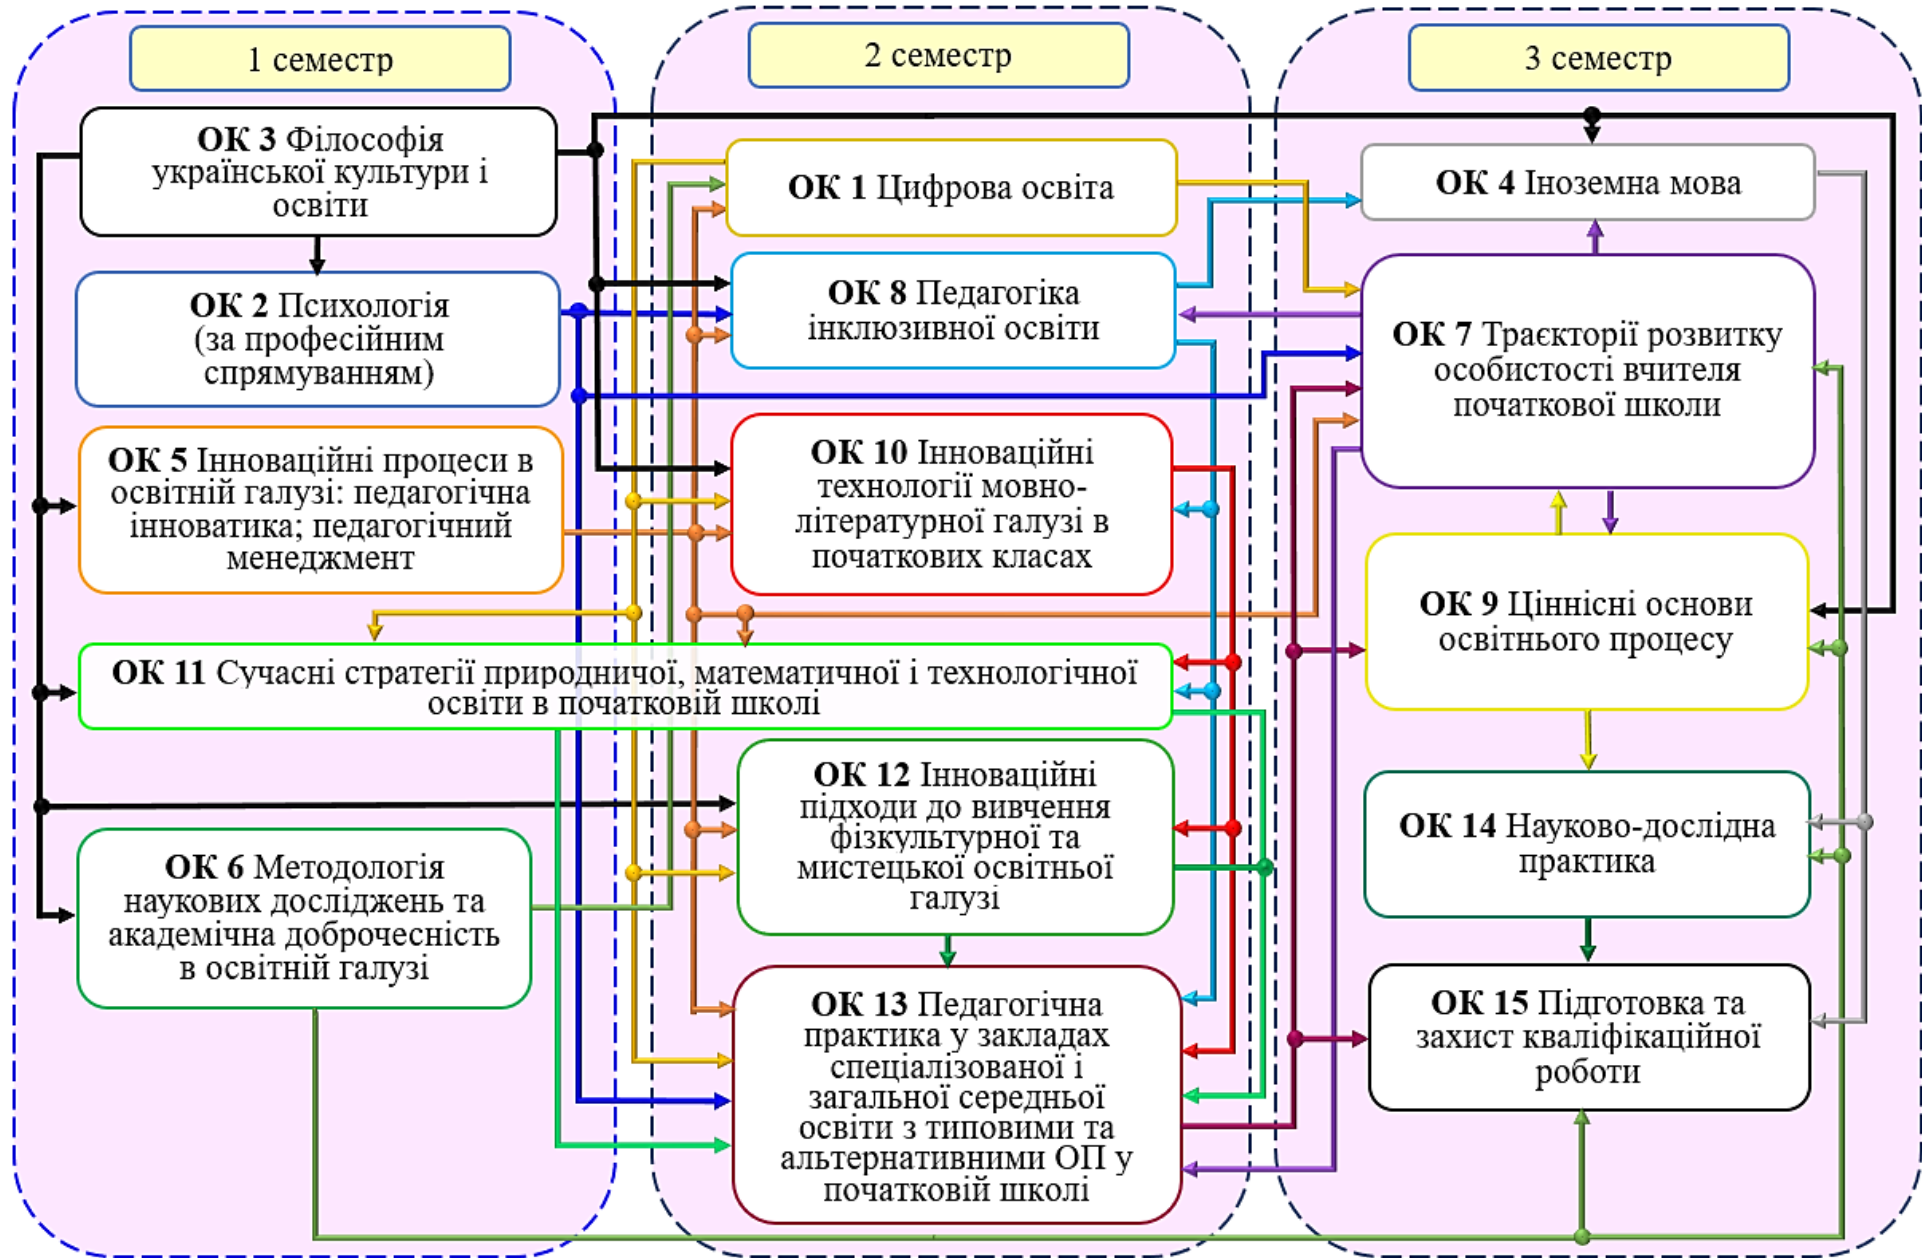 1 семестр
ОК 3 Філософія
української культури і
освіти
ОК 2 Психологія
(за професійним
спрямуванням)
ОК 5 Інноваційні процеси в
освітній галузі: педагогічна
інноватика; педагогічний
менеджмент
ОК 11 Сучасні стратегії природничої, математичної і технологічної
освіти в початковій школі
ОК 6 Методологія
наукових досліджень та
академічна доброчесність
в освітній галузі
2 семестр
ОК 1 Цифрова освіта
ОК 8 Педагогіка
інклюзивної освіти
ОК 10 Інноваційні
технології мовно-
літературної галузі в
початкових класах
ОК 12 Інноваційні
підходи до вивчення
фізкультурної та
мистецької освітньої
галузі
ОК 13 Педагогічна
практика у закладах
спеціалізованої і
загальної середньої
освіти з типовими та
альтернативними ОП у
початковій школі
3 семестр
ОК 4 Іноземна мова
ОК 7 Траєкторії розвитку
особистості вчителя
початкової школи
ОК 9 Ціннісні основи
освітнього процесу
ОК 14 Науково-дослідна
практика
ОК 15 Підготовка та
захист кваліфікаційної
роботи